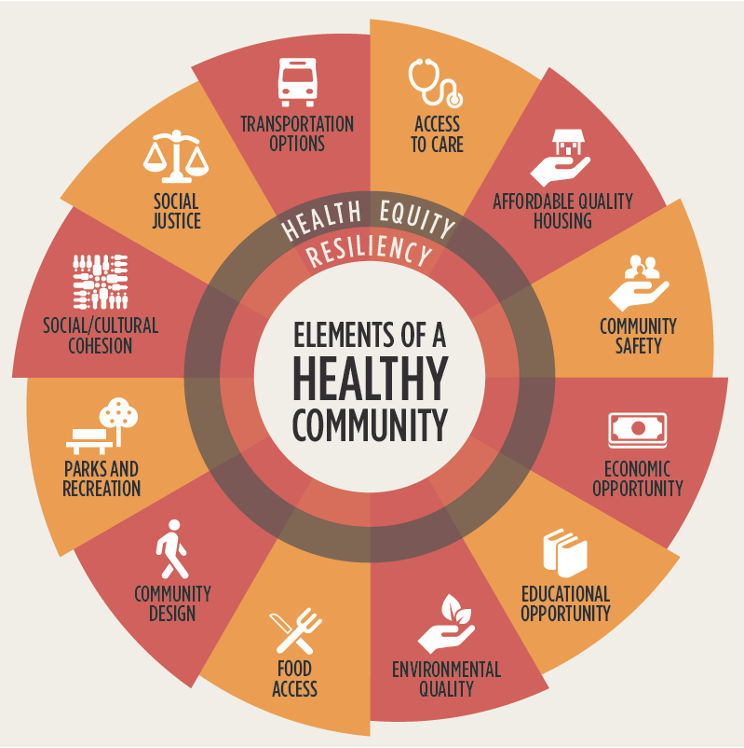 ELEMENTS OF A
HEALTHY
COMMUNITY
HEALTH EQUITY
RESILIENCY
ACCESS
TO CARE
AFFORDABLE QUALITY
HOUSING
COMMUNITY
SAFETY
ECONOMIC
OPPORTUNITY
EDUCATIONAL
OPPORTUNITY
ENVIRONMENTAL
QUALITY
FOOD
ACCESS
COMMUNITY
DESIGN
PARKS AND
RECREATION
SOCIAL/CULTURAL
COHESION
SOCIAL
JUSTICE
TRANSPORTATION
OPTIONS